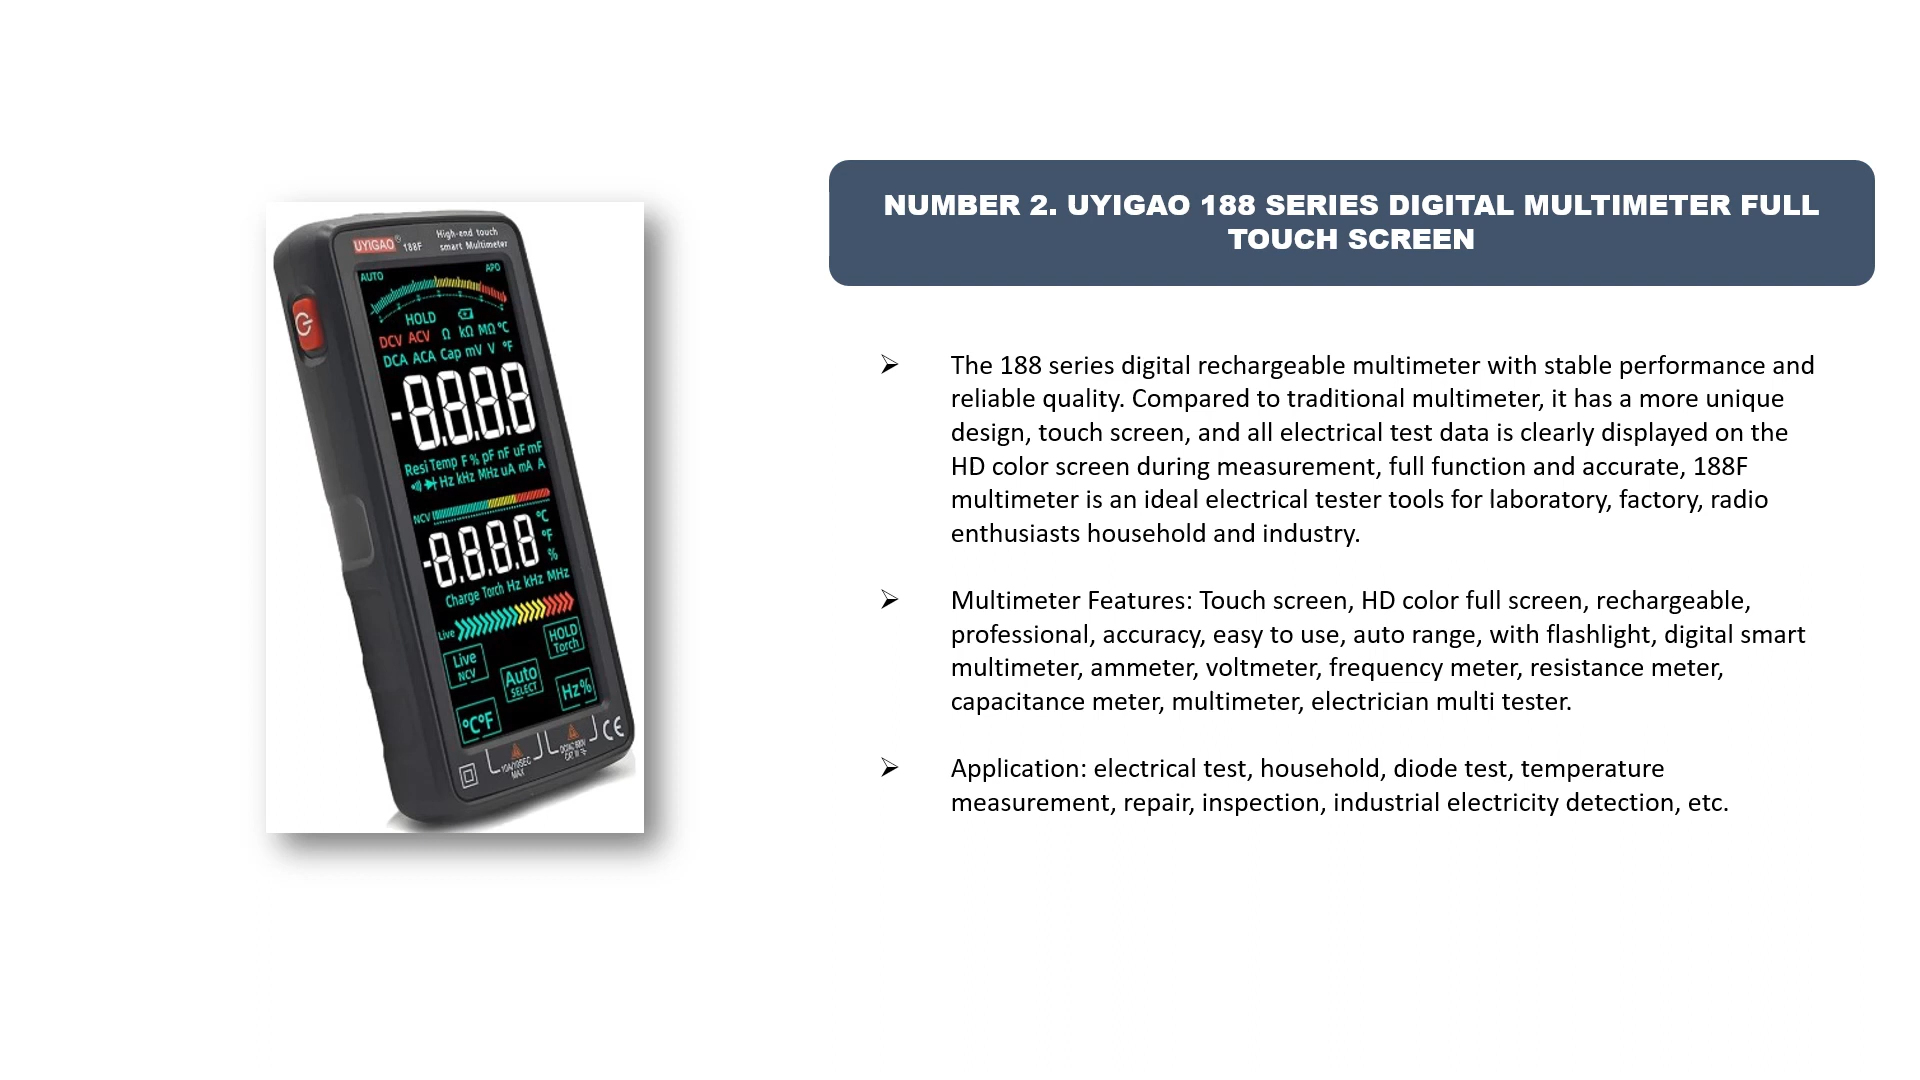 NUMBER 2. UYIGAO 188 SERIES DIGITAL MULTIMETER FULL
TOUCH SCREEN
The 188 series digital rechargeable multimeter with stable performance and
reliable quality. Compared to traditional multimeter, it has a more unique
design, touch screen, and all electrical test data is clearly displayed on the
HD color screen during measurement, full function and accurate, 188F
multimeter is an ideal electrical tester tools for laboratory, factory, radio
enthusiasts household and industry.
Multimeter Features: Touch screen, HD color full screen, rechargeable,
professional, accuracy, easy to use, auto range, with flashlight, digital smart
multimeter, ammeter, voltmeter, frequency meter, resistance meter,
capacitance meter, multimeter, electrician multi tester.
Application: electrical test, household, diode test, temperature
measurement, repair, inspection, industrial electricity detection, etc.
UYIGAO® 188F
High-end touch
smart Multimeter
AUTO APO
HOLD
DCV ACV Ω kΩ MΩ °C
DCA ACA Cap mV V °F
-8.8.8.8
Resi Temp F % pF nF uF mF
Hz kHz MHz uA mA A
NCV
-8.8.8.8 °C
°F
%
Charge Torch Hz kHz MHz
Live
HOLD
Torch
Live
NCV
Auto
SELECT
Hz%
°C°F
10A/10SEC
MAX
CE